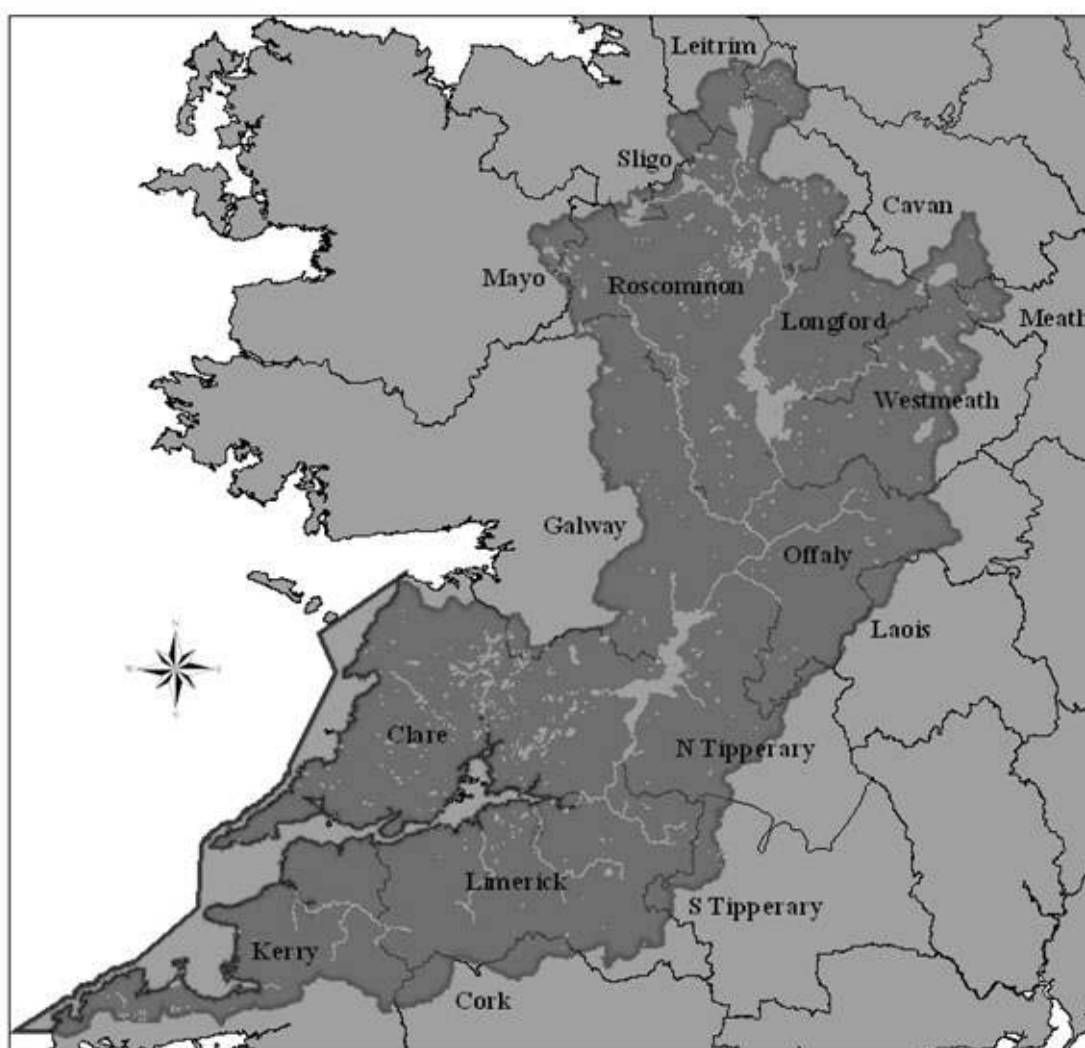 Leitrim
Sligo
Cavan
Mayo
Roscommon
Longford
Meath
Westmeath
Galway
Offaly
Laois
Clare
N Tipperary
Limerick
S Tipperary
Kerry
Cork